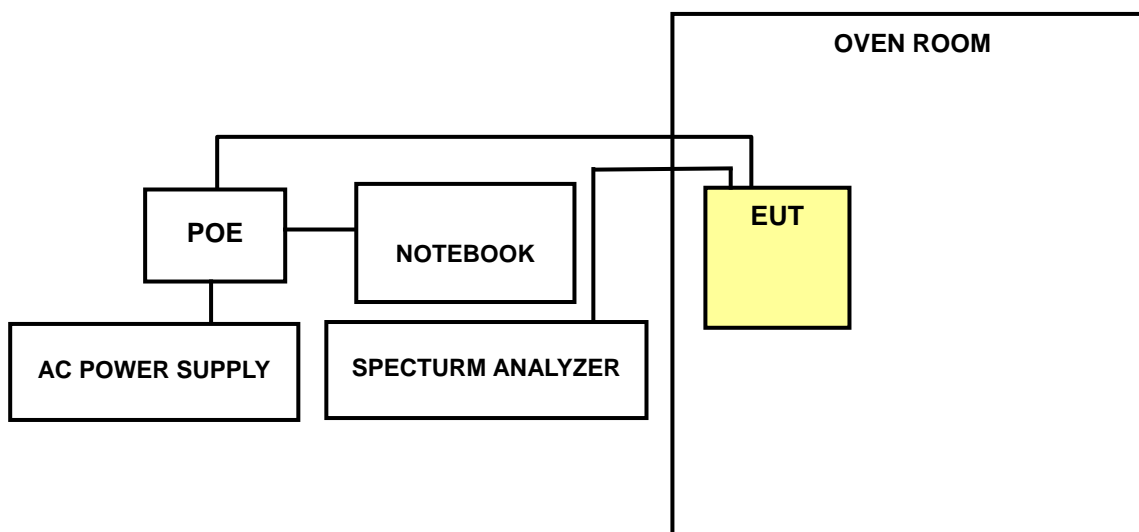 OVEN ROOM
POE
NOTEBOOK
EUT
AC POWER SUPPLY
SPECTURM ANALYZER